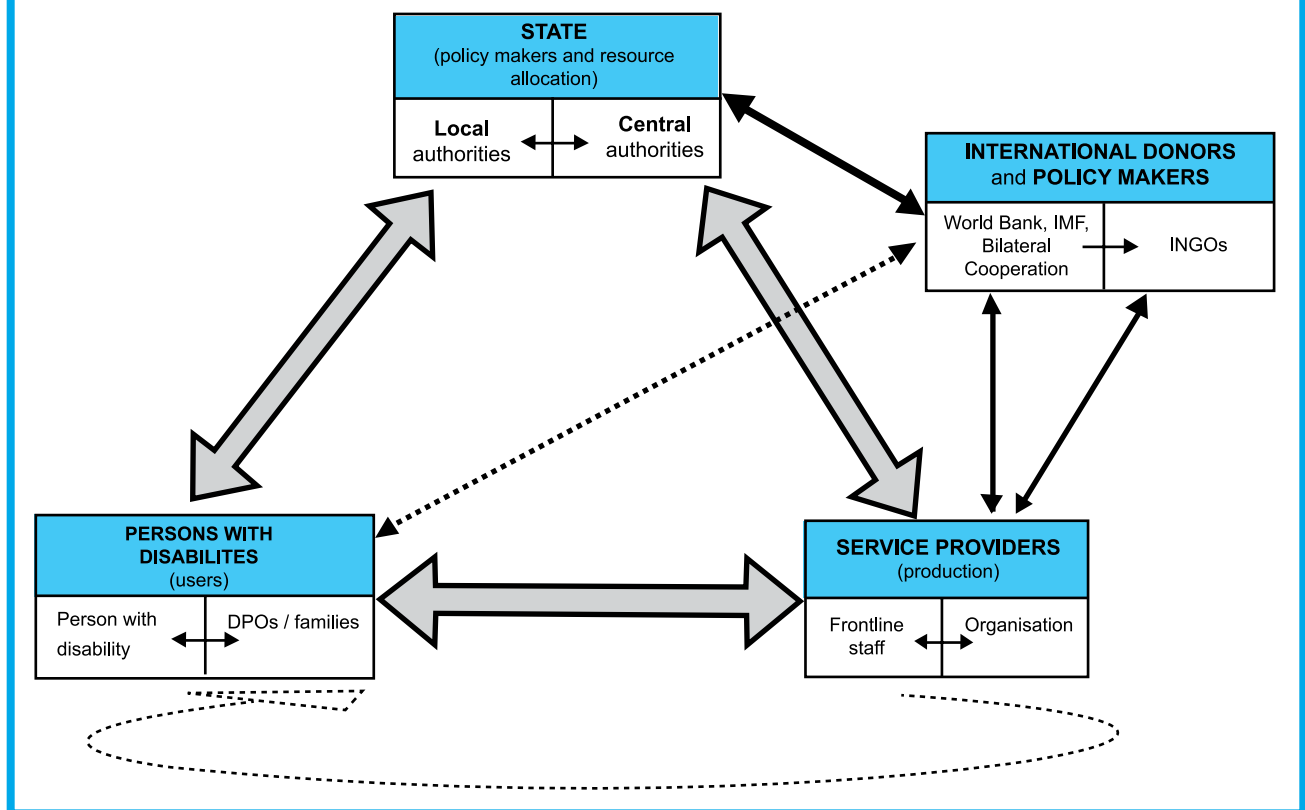 STATE
(policy makers and resource
allocation)
Local
authorities
Central
authorities
INTERNATIONAL DONORS
and POLICY MAKERS
World Bank, IMF,
Bilateral
Cooperation
INGOs
PERSONS WITH
DISABILITES
(users)
Person with
disability
DPOs / families
SERVICE PROVIDERS
(production)
Frontline
staff
Organisation